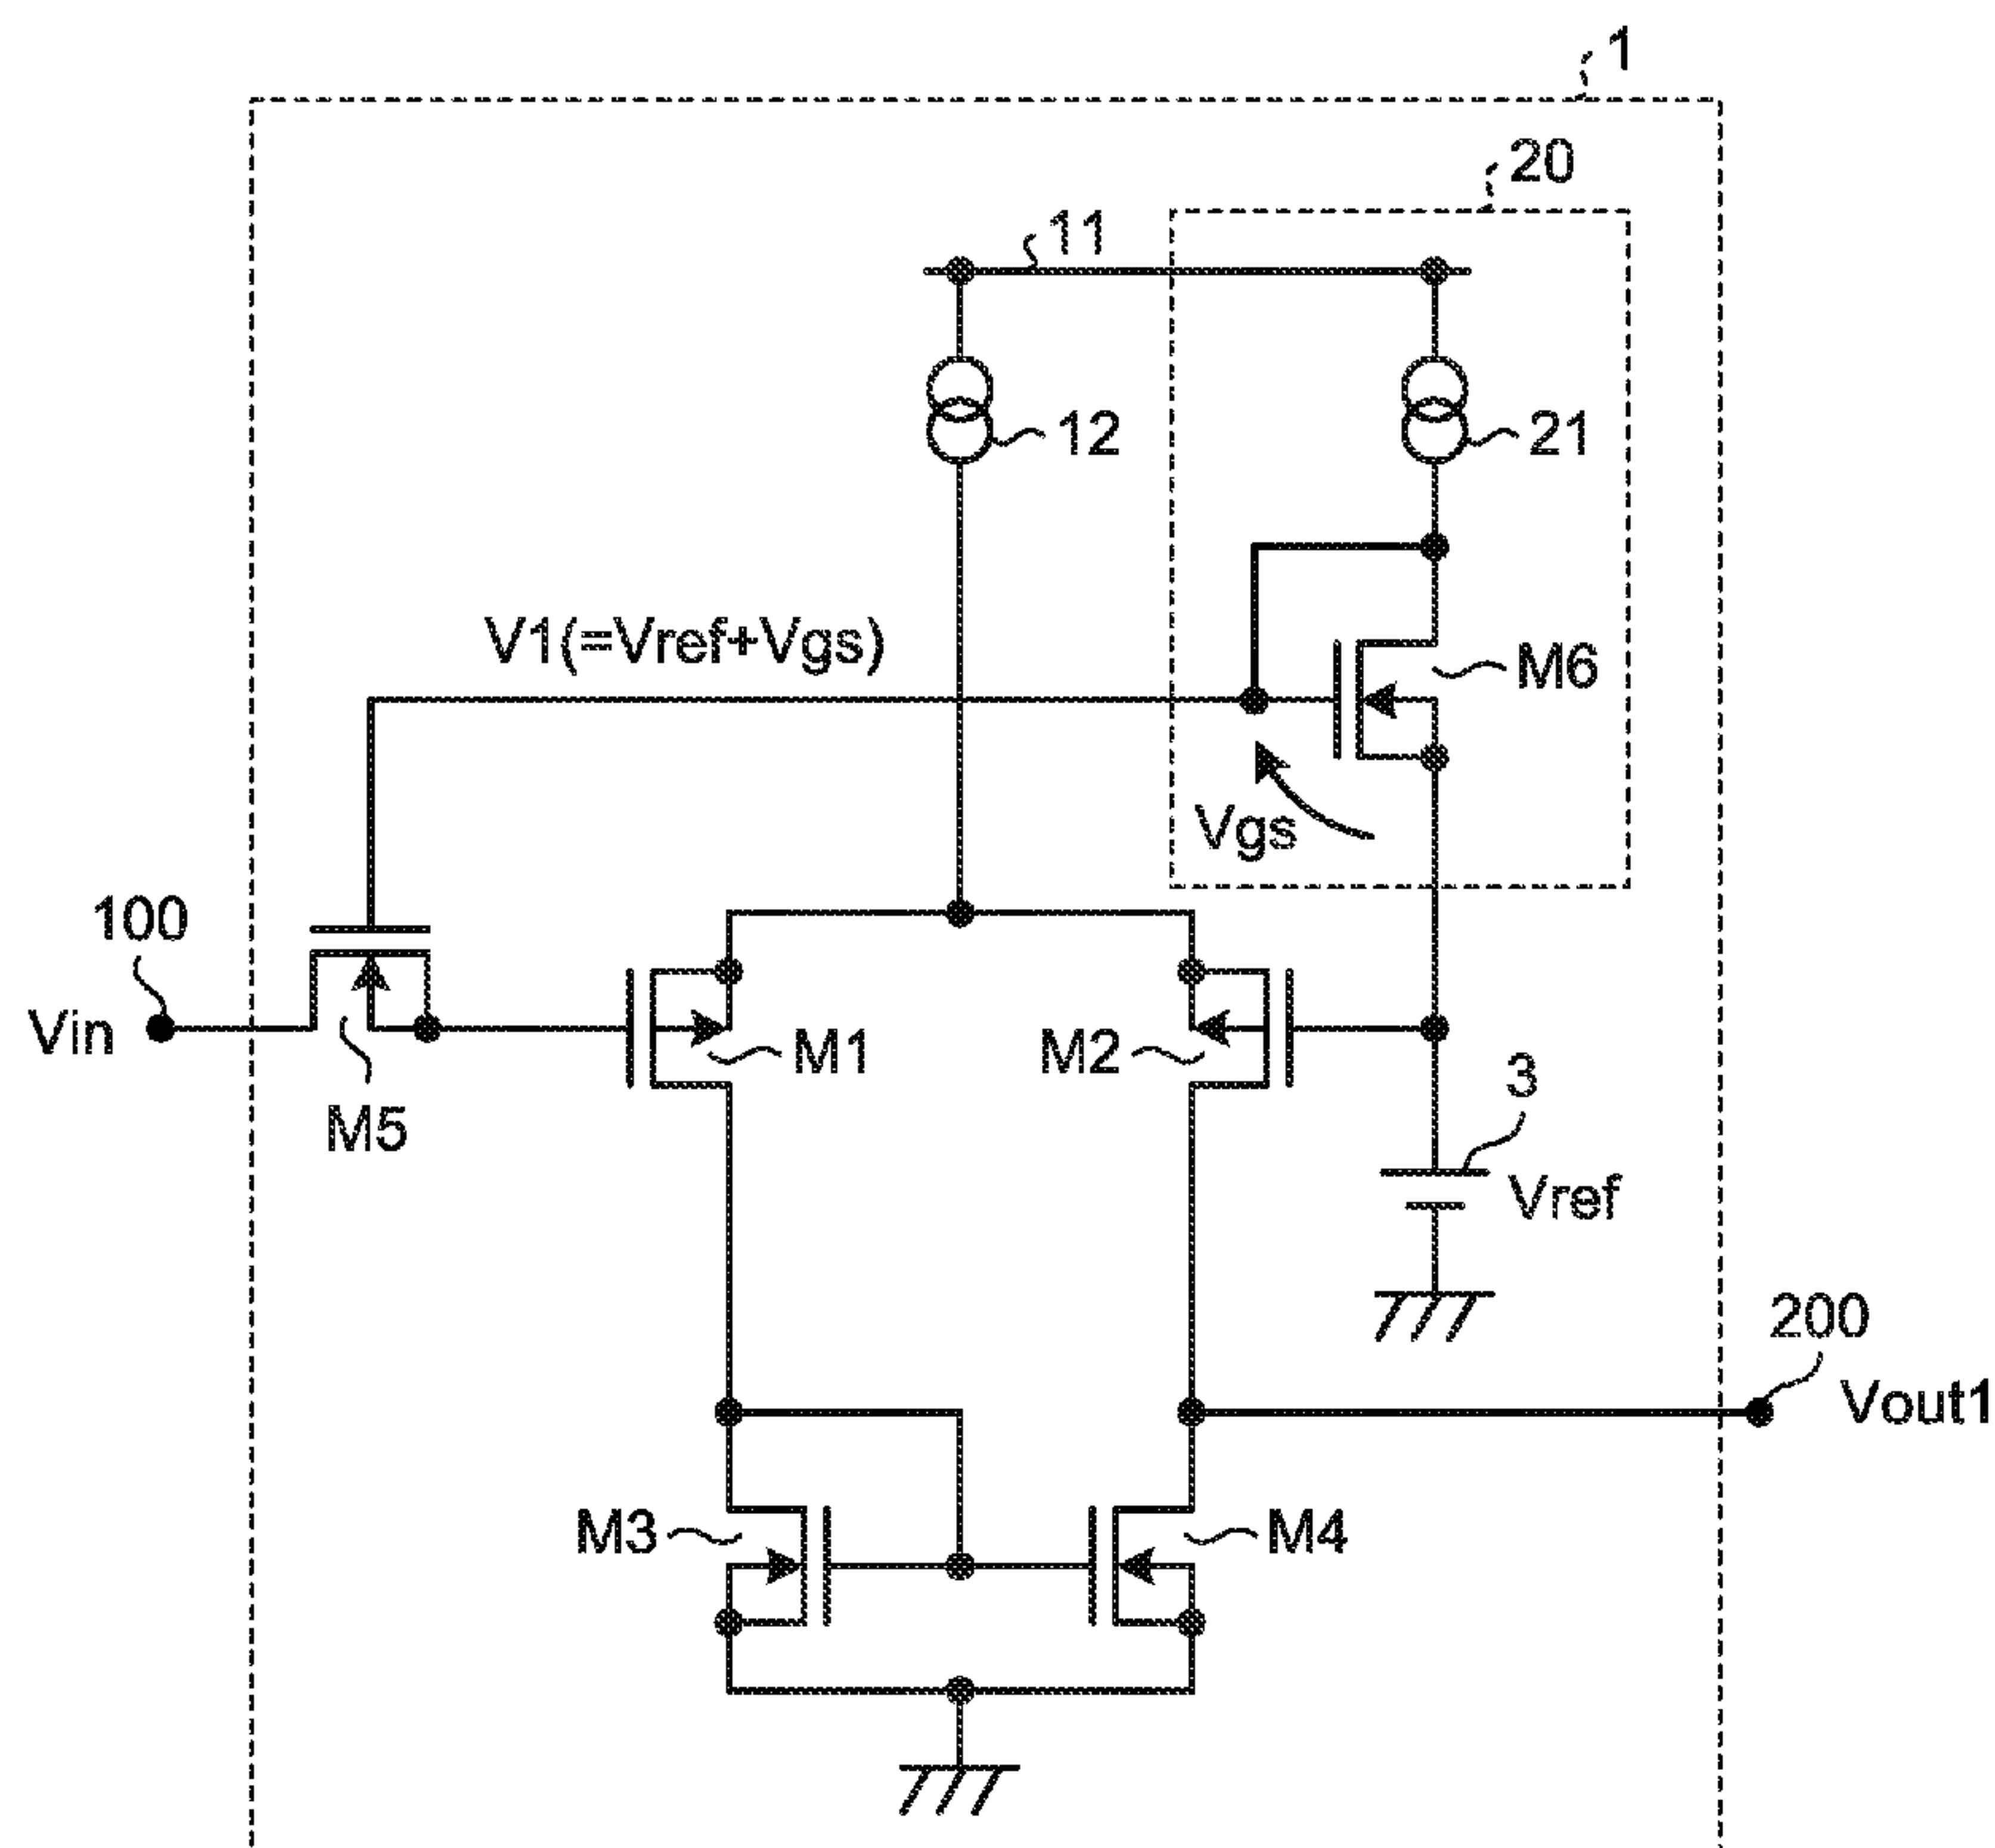 1
20
11
12
21
V1(=Vref+Vgs)
M6
Vgs
100
Vin
M1
M2
M5
3
Vref
200
Vout1
M3
M4